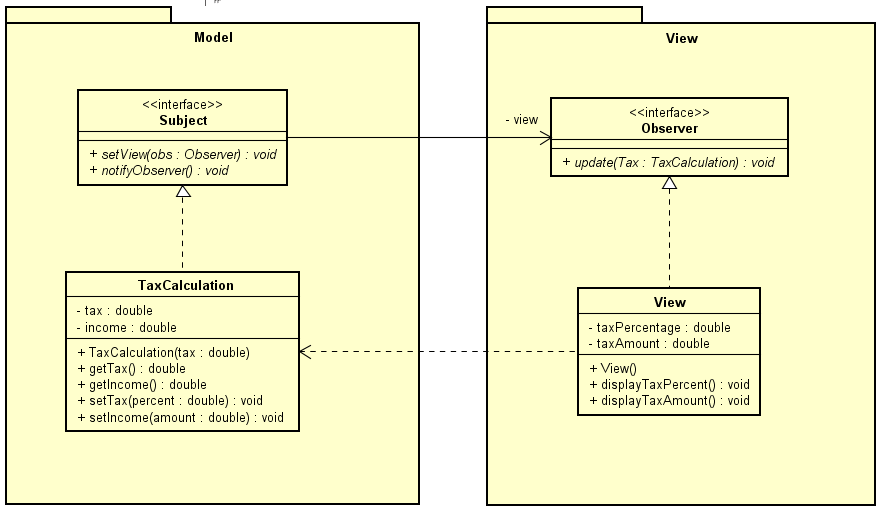 Model
<<interface>>
Subject
+ setView(obs : Observer) : void
+ notifyObserver() : void
TaxCalculation
- tax : double
- income : double
+ TaxCalculation(tax : double)
+ getTax() : double
+ getIncome() : double
+ setTax(percent : double) : void
+ setIncome(amount : double) : void
- view
View
<<interface>>
Observer
+ update(Tax : TaxCalculation) : void
View
- taxPercentage : double
- taxAmount : double
+ View()
+ displayTaxPercent() : void
+ displayTaxAmount() : void